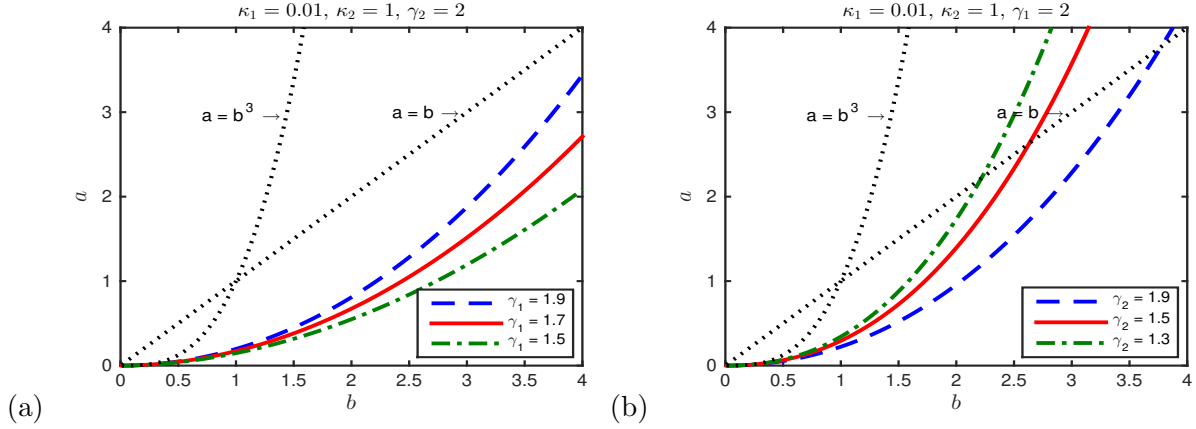 κ₁ = 0.01, κ₂ = 1, γ₂ = 2
4
3
2
1
0
a
a = b³ →
a = b →
γ₁ = 1.9
γ₁ = 1.7
γ₁ = 1.5
0 0.5 1 1.5 2 2.5 3 3.5 4
b
(a)
κ₁ = 0.01, κ₂ = 1, γ₁ = 2
4
3
2
1
0
a
a = b³ →
a = b →
γ₂ = 1.9
γ₂ = 1.5
γ₂ = 1.3
0 0.5 1 1.5 2 2.5 3 3.5 4
b
(b)